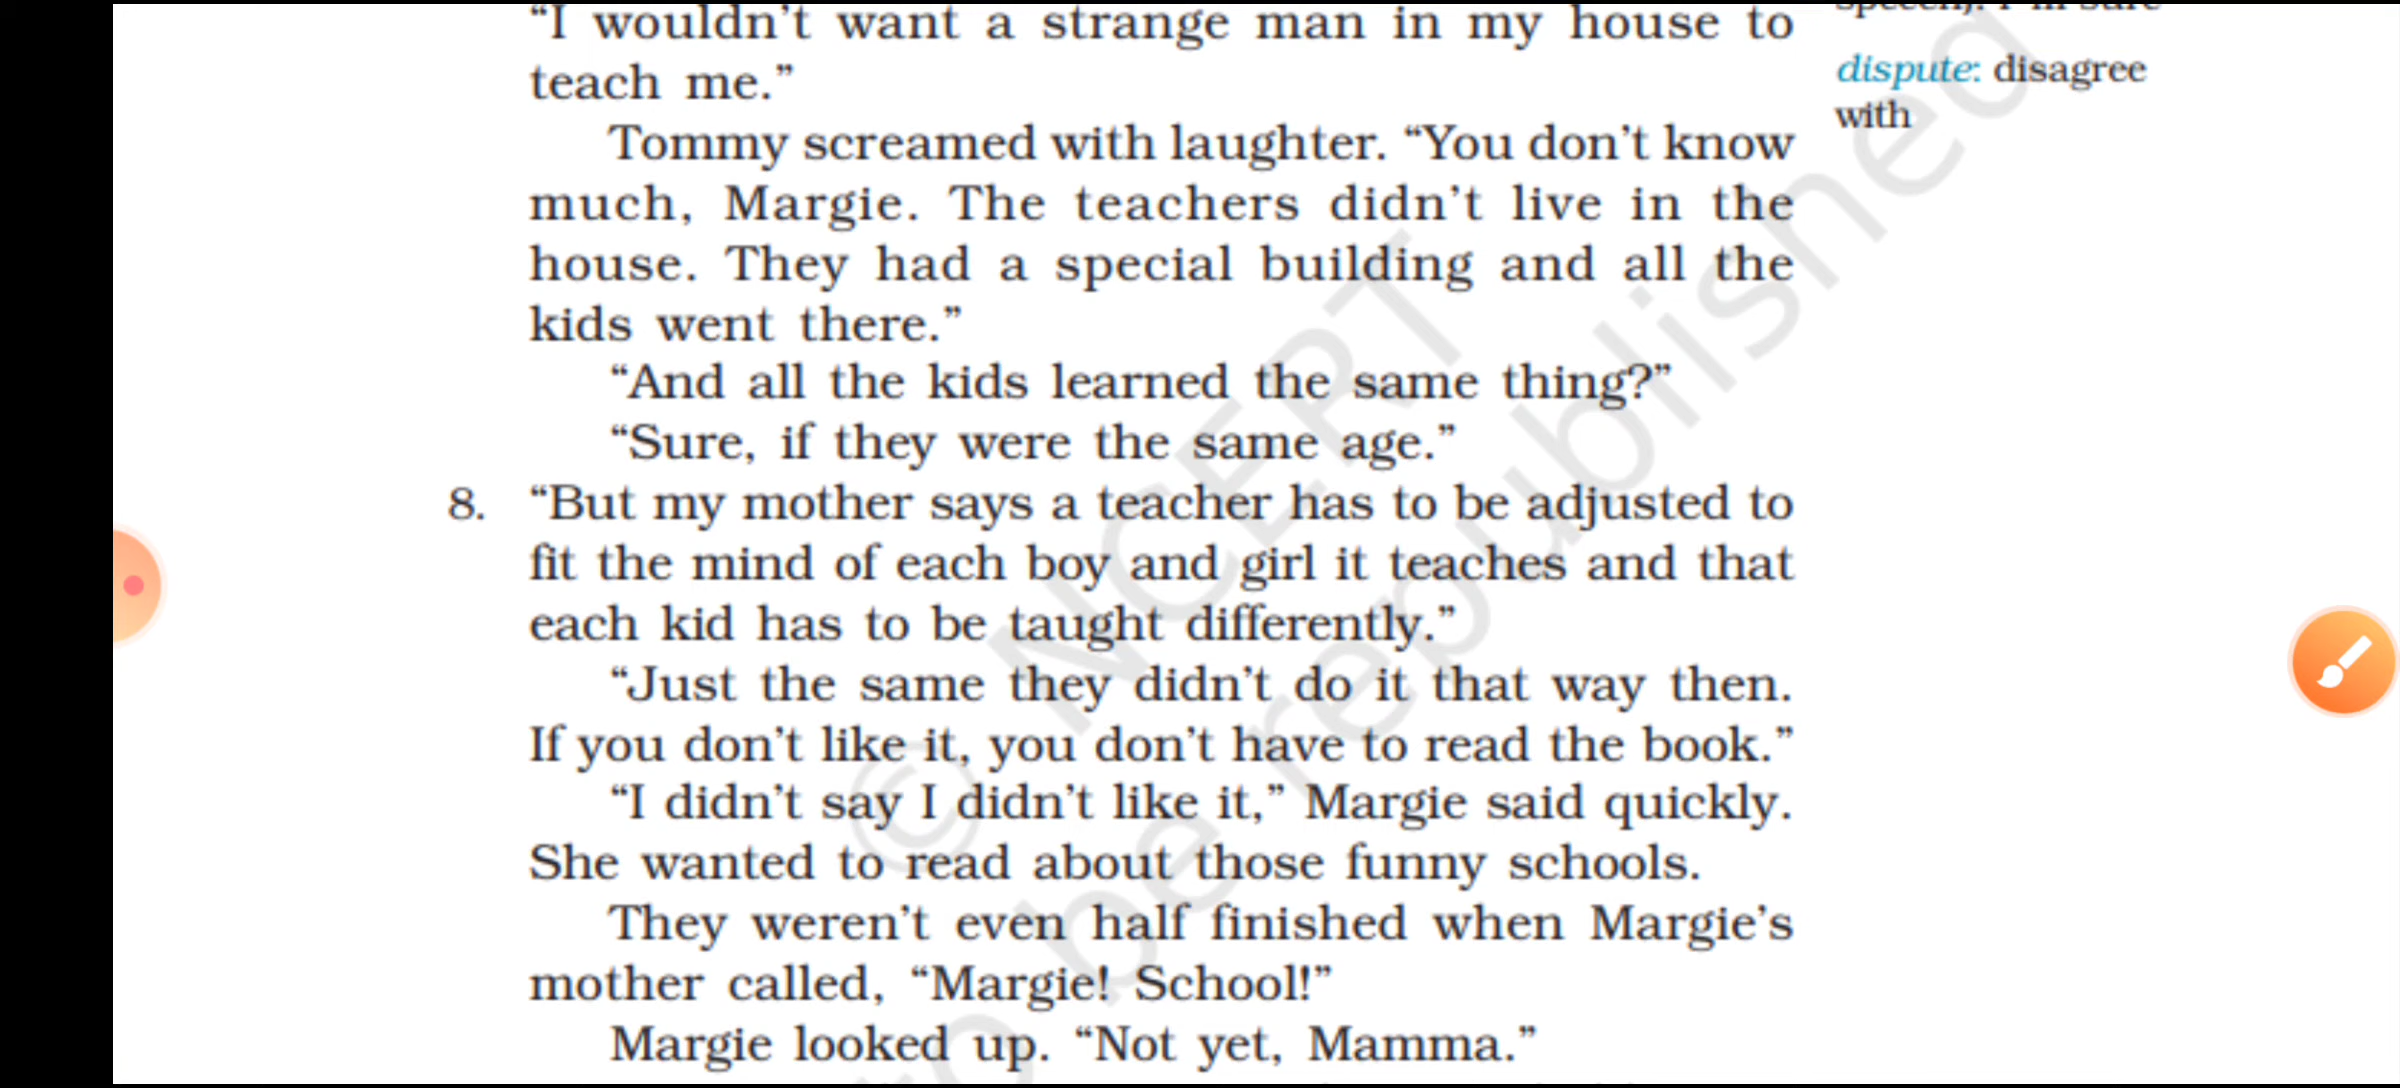 “I wouldn’t want a strange man in my house to
teach me.”
Tommy screamed with laughter. “You don’t know
much, Margie. The teachers didn’t live in the
house. They had a special building and all the
kids went there.”
“And all the kids learned the same thing?”
“Sure, if they were the same age.”
8. “But my mother says a teacher has to be adjusted to
fit the mind of each boy and girl it teaches and that
each kid has to be taught differently.”
“Just the same they didn’t do it that way then.
If you don’t like it, you don’t have to read the book.”
“I didn’t say I didn’t like it,” Margie said quickly.
She wanted to read about those funny schools.
They weren’t even half finished when Margie’s
mother called, “Margie! School!”
Margie looked up. “Not yet, Mamma.”
dispute: disagree
with
© NCERT
to be republished